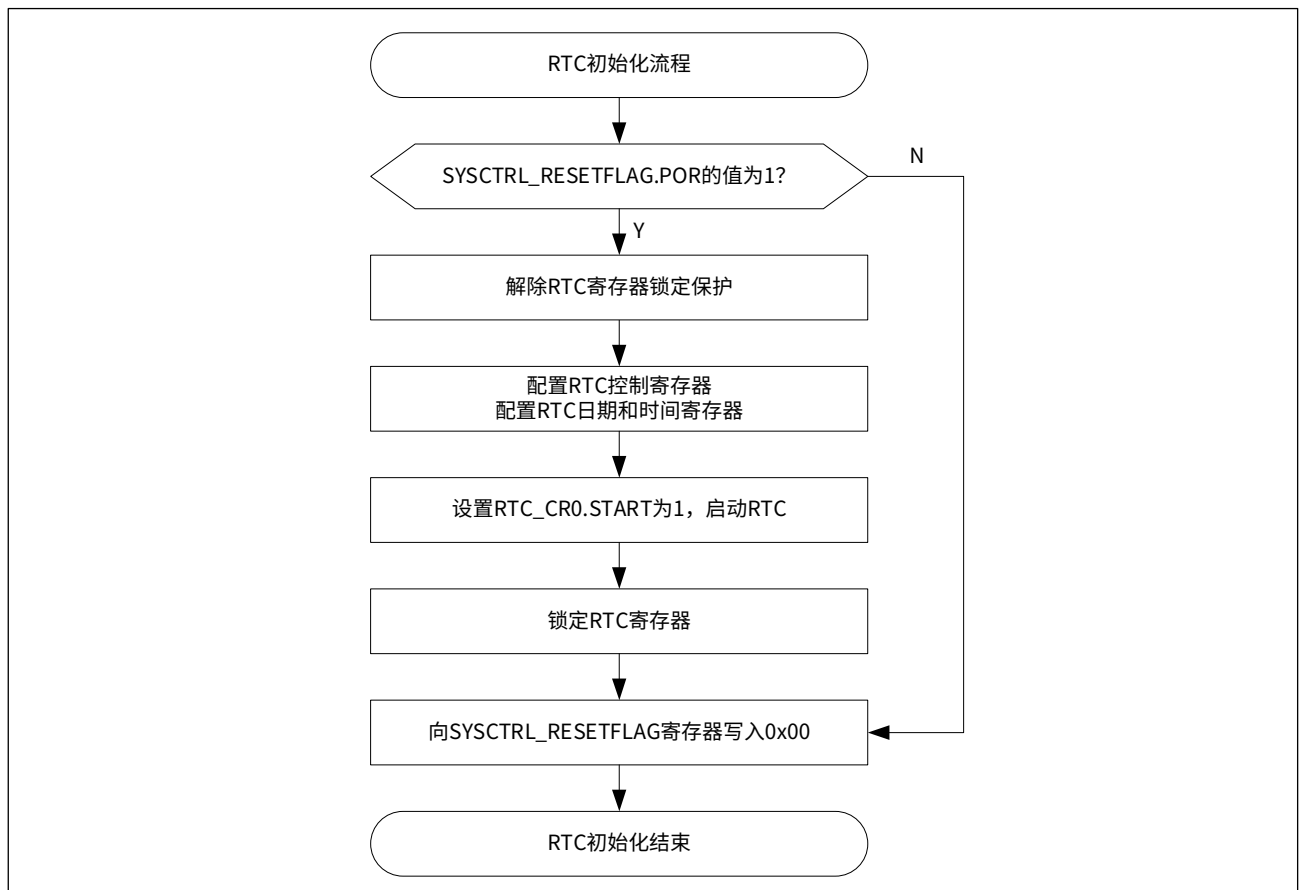 RTC初始化流程
SYSCTRL_RESETFLAG.POR的值为1？
N
Y
解除RTC寄存器锁定保护
配置RTC控制寄存器
配置RTC日期和时间寄存器
设置RTC_CR0.START为1，启动RTC
锁定RTC寄存器
向SYSCTRL_RESETFLAG寄存器写入0x00
RTC初始化结束